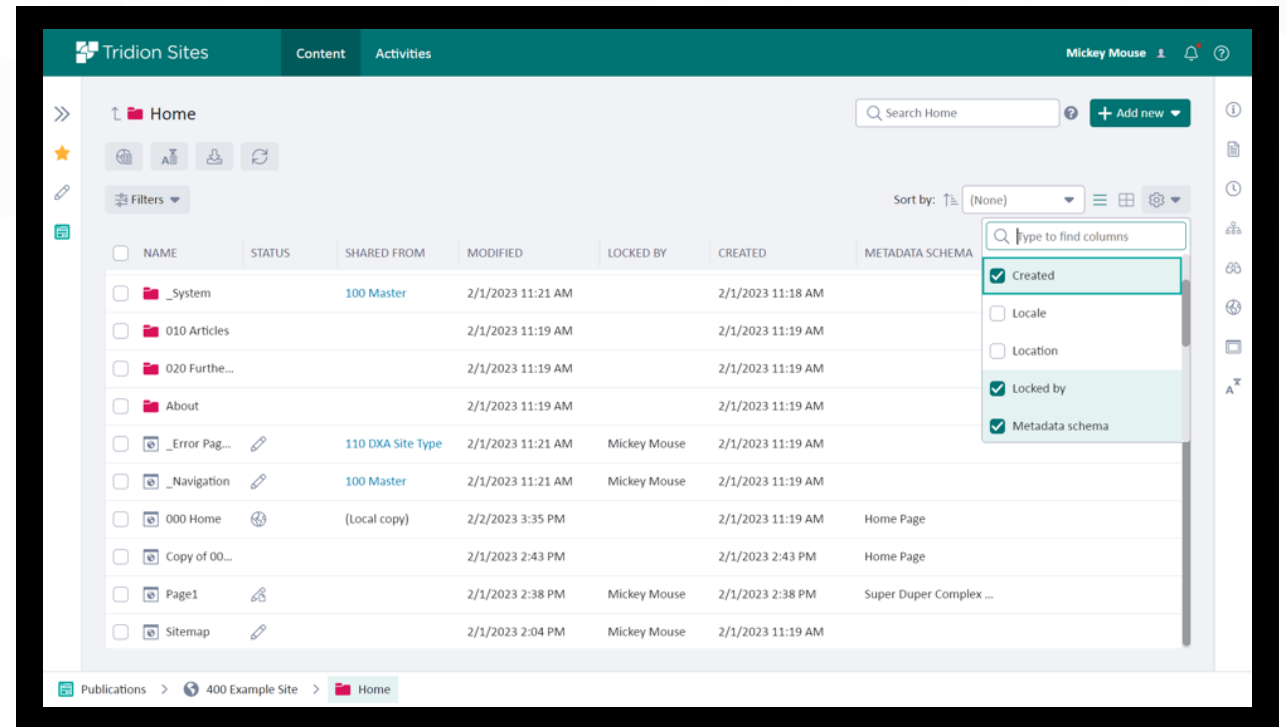 Tridion Sites Content Activities Mickey Mouse
Home Search Home Add new
Filters Sort by: (None)
Type to find columns
NAME STATUS SHARED FROM MODIFIED LOCKED BY CREATED METADATA SCHEMA
Created
_System 100 Master 2/1/2023 11:21 AM 2/1/2023 11:18 AM
Locale
010 Articles 2/1/2023 11:19 AM 2/1/2023 11:19 AM
Location
020 Furthe... 2/1/2023 11:19 AM 2/1/2023 11:19 AM
Locked by
About 2/1/2023 11:19 AM 2/1/2023 11:19 AM
Metadata schema
_Error Pag... 110 DXA Site Type 2/1/2023 11:21 AM Mickey Mouse 2/1/2023 11:19 AM
_Navigation 100 Master 2/1/2023 11:21 AM Mickey Mouse 2/1/2023 11:19 AM
000 Home (Local copy) 2/2/2023 3:35 PM 2/1/2023 11:19 AM Home Page
Copy of 00... 2/1/2023 2:43 PM 2/1/2023 2:43 PM Home Page
Page1 2/1/2023 2:38 PM Mickey Mouse 2/1/2023 2:38 PM Super Duper Complex ...
Sitemap 2/1/2023 2:04 PM Mickey Mouse 2/1/2023 11:19 AM
Publications > 400 Example Site > Home